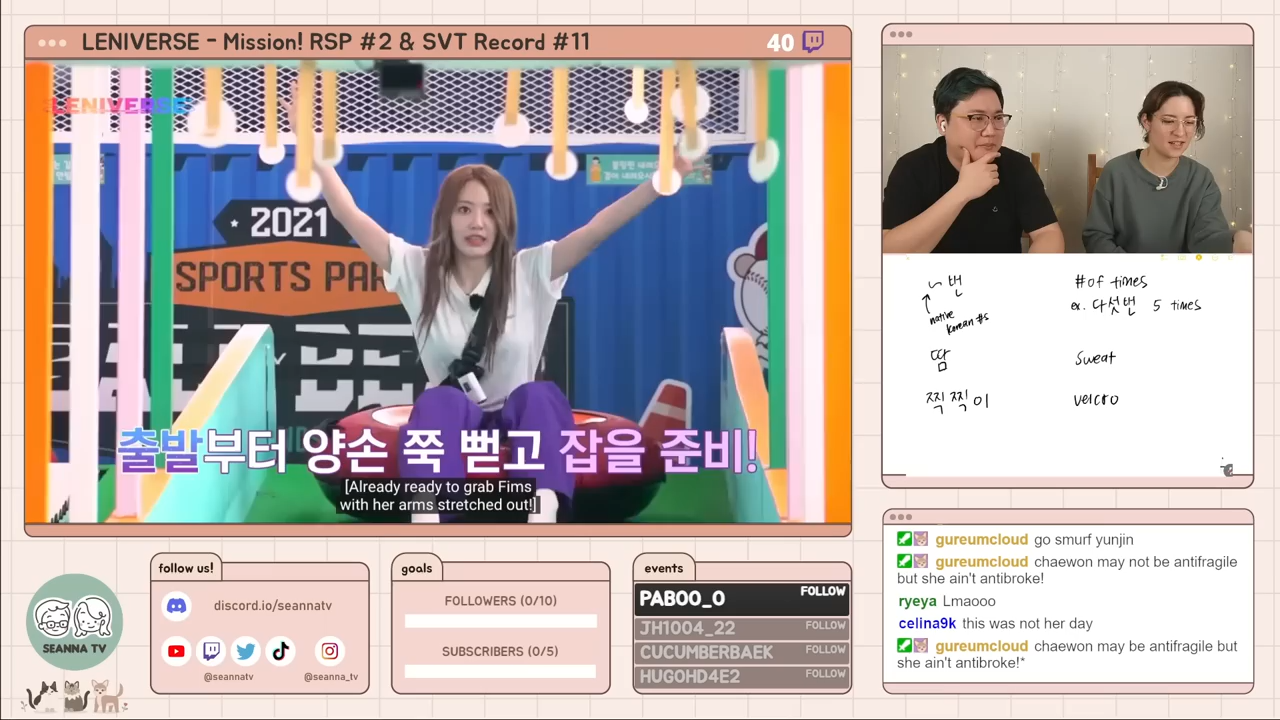 LENIVERSE - Mission! RSP #2 & SVT Record #11
40
LENIVERSE
2021
SPORTS PAR
출발부터 양손 쭉 뻗고 잡을 준비!
[Already ready to grab Fims
with her arms stretched out!]
~ 번 # of times
native
Korean #s
ex. 다섯번 5 times
땀 sweat
찍찍이 velcro
follow us!
discord.io/seannatv
@seannatv
@seanna_tv
SEANNA TV
goals
FOLLOWERS (0/10)
SUBSCRIBERS (0/5)
events
PABOO_O FOLLOW
JH1004_22 FOLLOW
CUCUMBERBAEK FOLLOW
HUGOHD4E2 FOLLOW
gureumcloud go smurf yunjin
gureumcloud chaewon may not be antifragile
but she ain't antibroke!
ryeya Lmaooo
celina9k this was not her day
gureumcloud chaewon may be antifragile but
she ain't antibroke!*